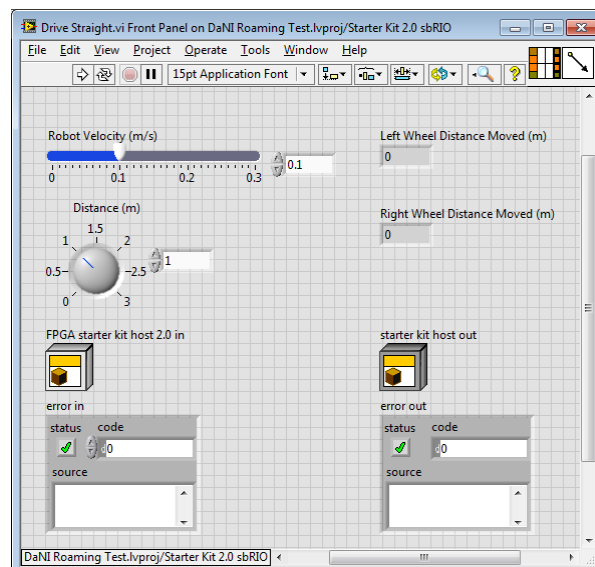 Drive Straight.vi Front Panel on DaNI Roaming Test.lvproj/Starter Kit 2.0 sbRIO
File Edit View Project Operate Tools Window Help
15pt Application Font
Robot Velocity (m/s)
0 0.1 0.2 0.3
0.1
Left Wheel Distance Moved (m)
0
Distance (m)
0 0.5 1 1.5 2 2.5 3
1
Right Wheel Distance Moved (m)
0
FPGA starter kit host 2.0 in
starter kit host out
error in
status code
0
source
error out
status code
0
source
DaNI Roaming Test.lvproj/Starter Kit 2.0 sbRIO